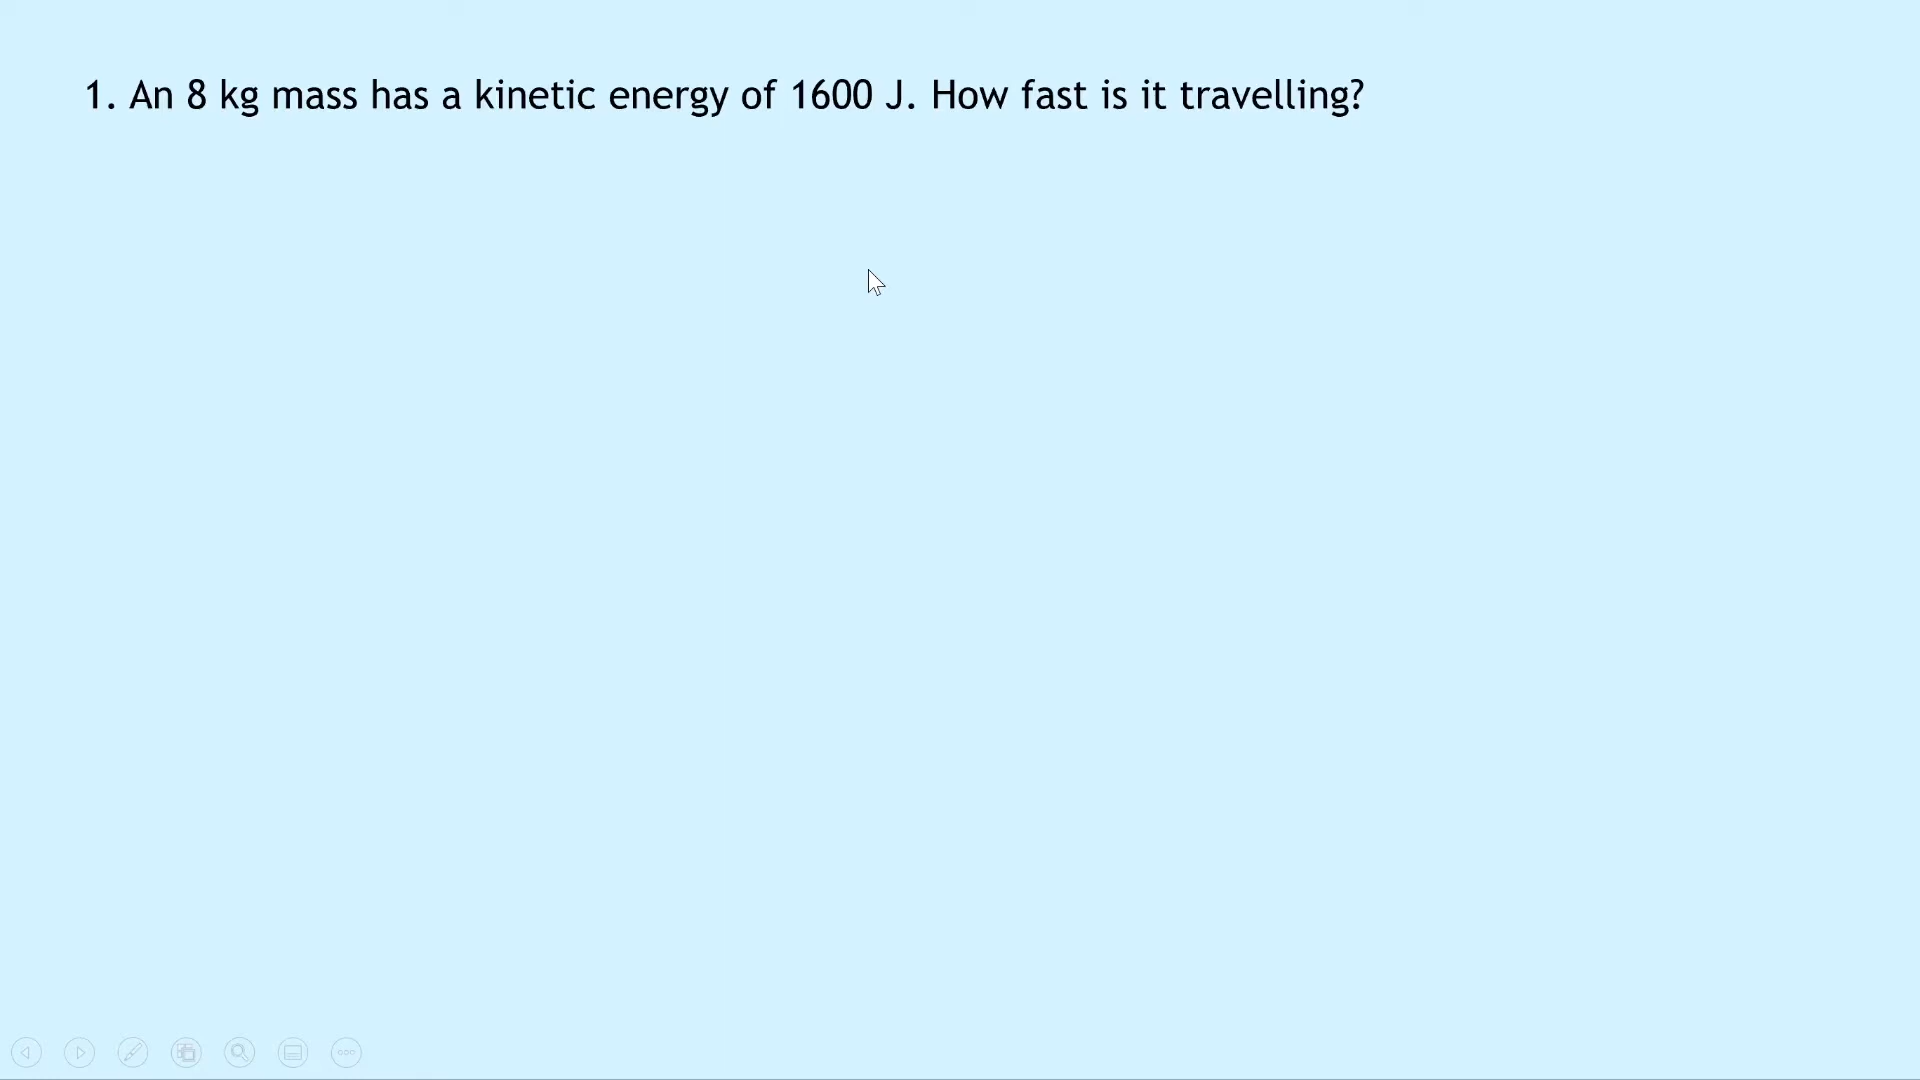 1. An 8 kg mass has a kinetic energy of 1600 J. How fast is it travelling?